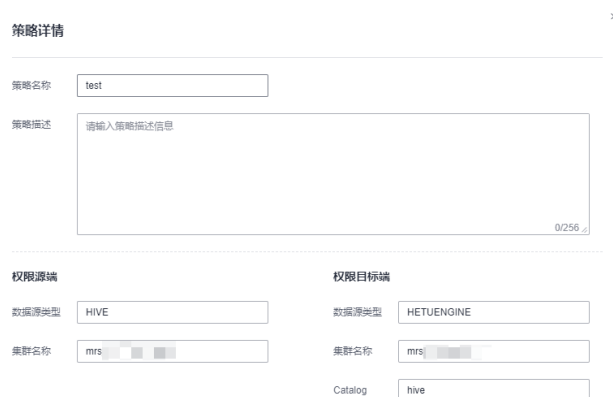 策略详情
策略名称 test
策略描述 请输入策略描述信息
0/256
权限源端 权限目标端
数据源类型 HIVE 数据源类型 HETUENGINE
集群名称 mrs 集群名称 mrs
Catalog hive